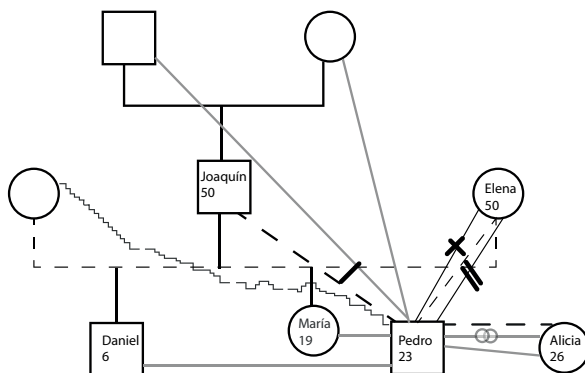 Joaquín
50
Elena
50
Daniel
6
María
19
Pedro
23
Alicia
26